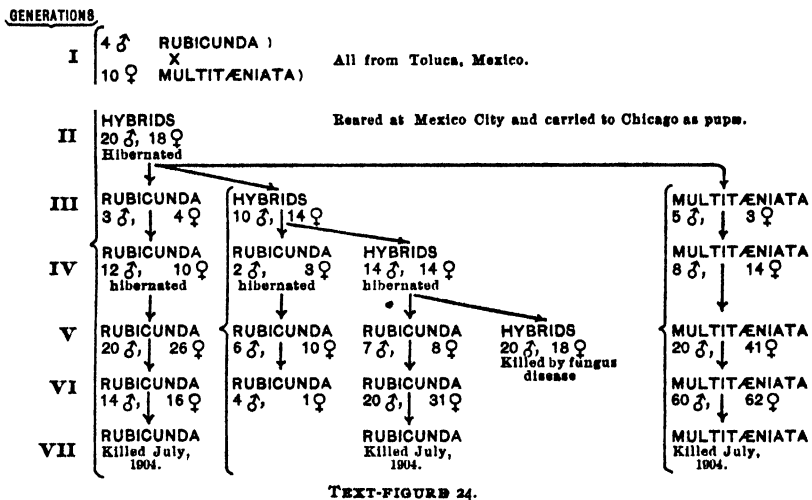 GENERATIONS
I
4 ♂ RUBICUNDA )
X
10 ♀ MULTITÆNIATA )
All from Toluca, Mexico.
II
HYBRIDS
20 ♂, 18 ♀
Hibernated
Reared at Mexico City and carried to Chicago as pupæ.
III
RUBICUNDA
3 ♂, 4 ♀
HYBRIDS
10 ♂, 14 ♀
MULTITÆNIATA
5 ♂, 3 ♀
IV
RUBICUNDA
12 ♂, 10 ♀
hibernated
RUBICUNDA
2 ♂, 3 ♀
hibernated
HYBRIDS
14 ♂, 14 ♀
hibernated
MULTITÆNIATA
8 ♂, 14 ♀
V
RUBICUNDA
20 ♂, 26 ♀
RUBICUNDA
6 ♂, 10 ♀
RUBICUNDA
7 ♂, 8 ♀
HYBRIDS
20 ♂, 18 ♀
Killed by fungus
disease
MULTITÆNIATA
20 ♂, 41 ♀
VI
RUBICUNDA
14 ♂, 16 ♀
RUBICUNDA
4 ♂, 1 ♀
RUBICUNDA
20 ♂, 31 ♀
MULTITÆNIATA
60 ♂, 62 ♀
VII
RUBICUNDA
Killed July,
1904.
RUBICUNDA
Killed July,
1904.
MULTITÆNIATA
Killed July,
1904.
TEXT-FIGURE 24.